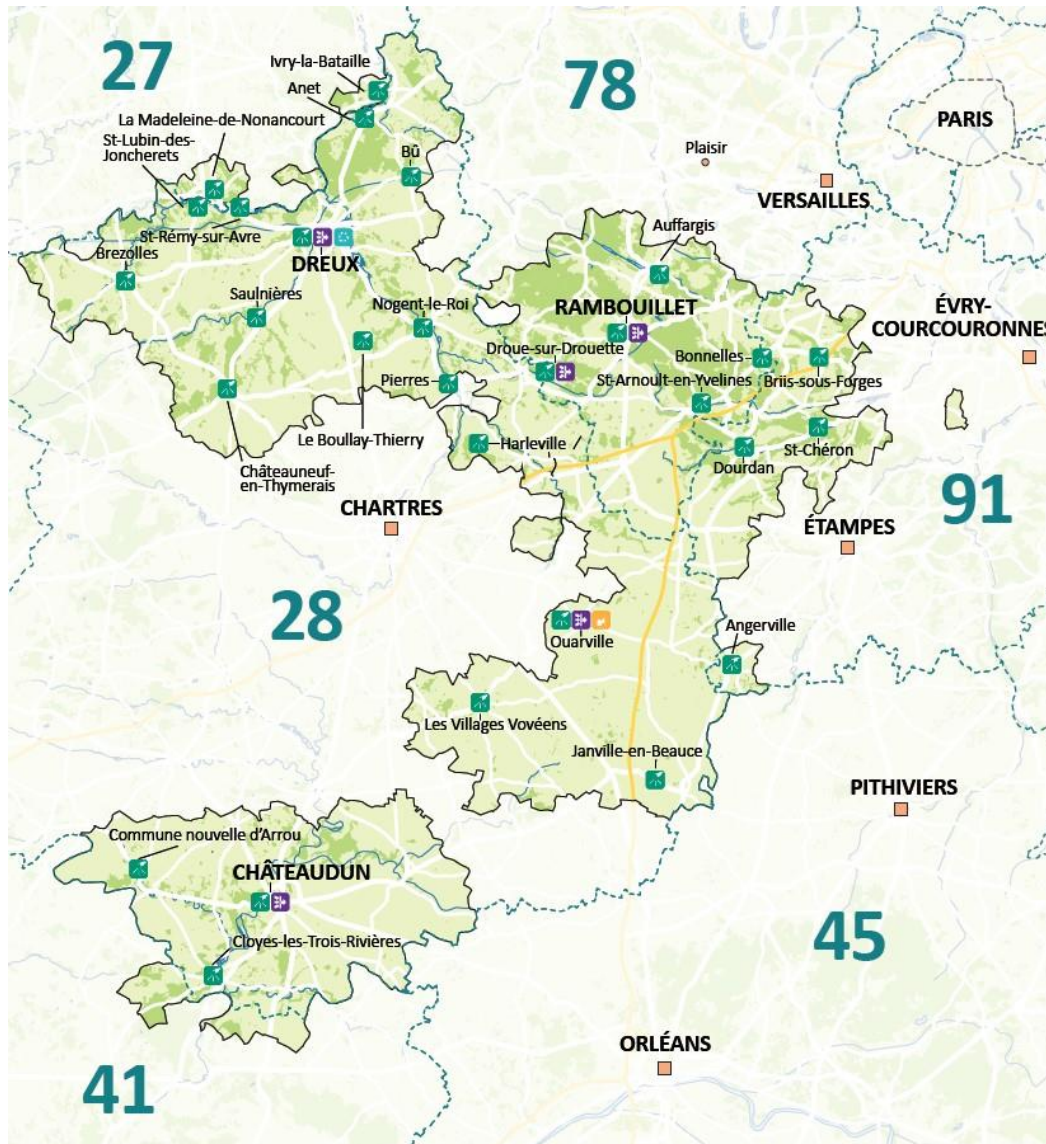 27
78
Ivry-la-Bataille
Anet
La Madeleine-de-Nonancourt
St-Lubin-des-
Joncherets
PARIS
Plaisir
Bû
VERSAILLES
St-Rémy-sur-Avre
Auffargis
Brezolles
DREUX
Saulnières
Nogent-le-Roi
RAMBOUILLET
ÉVRY-
COURCOURONNES
Droue-sur-Drouette
Bonnelles
Pierres
St-Arnoult-en-Yvelines
Briis-sous-Forges
Le Boullay-Thierry
Harleville
St-Chéron
Dourdan
Châteauneuf-
en-Thymerais
CHARTRES
91
ÉTAMPES
28
Ouarville
Angerville
Les Villages Vovéens
Janville-en-Beauce
PITHIVIERS
Commune nouvelle d'Arrou
CHÂTEAUDUN
Cloyes-les-Trois-Rivières
45
ORLÉANS
41